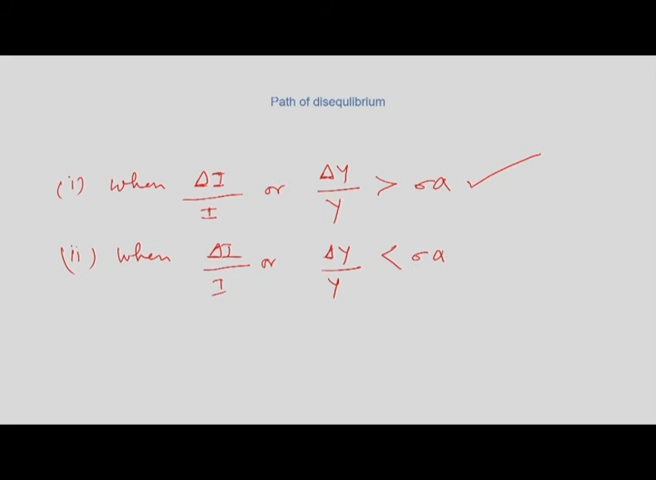 Path of disequlibrium
(i) when ΔI/I or ΔY/Y > σα ✓
(ii) when ΔI/I or ΔY/Y < σα